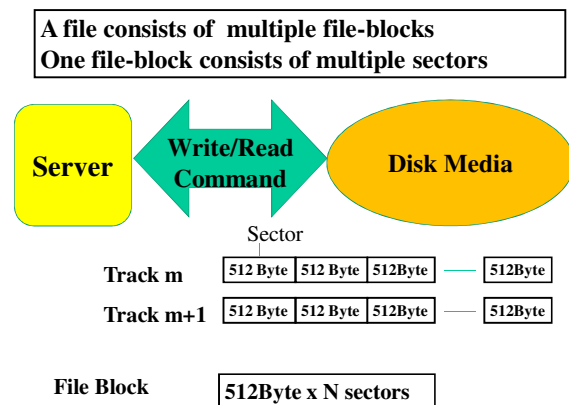 A file consists of multiple file-blocks
One file-block consists of multiple sectors
Server
Write/Read
Command
Disk Media
Sector
Track m 512 Byte 512 Byte 512Byte 512Byte
Track m+1 512 Byte 512 Byte 512Byte 512Byte
File Block 512Byte x N sectors